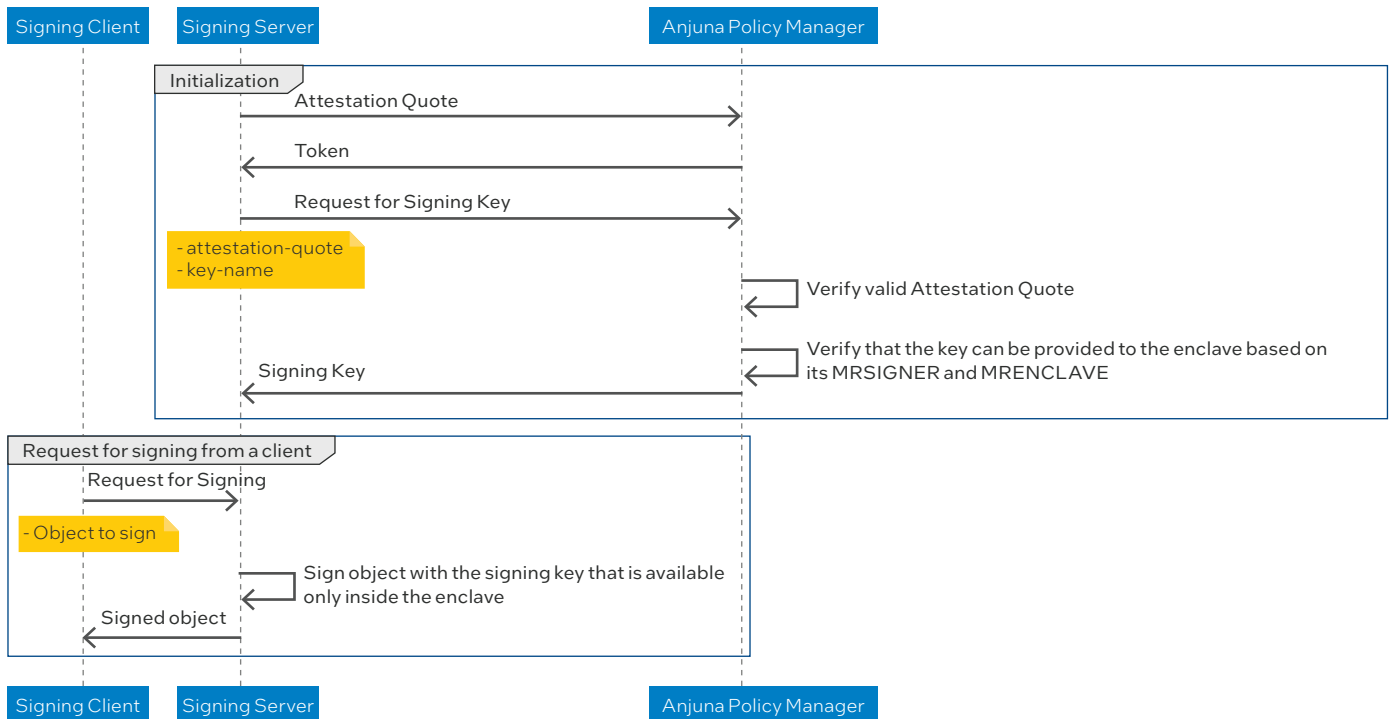 Signing Client
Signing Server
Anjuna Policy Manager
Initialization
Attestation Quote
Token
Request for Signing Key
- attestation-quote
- key-name
Verify valid Attestation Quote
Verify that the key can be provided to the enclave based on
its MRSIGNER and MRENCLAVE
Signing Key
Request for signing from a client
Request for Signing
- Object to sign
Sign object with the signing key that is available
only inside the enclave
Signed object
Signing Client
Signing Server
Anjuna Policy Manager